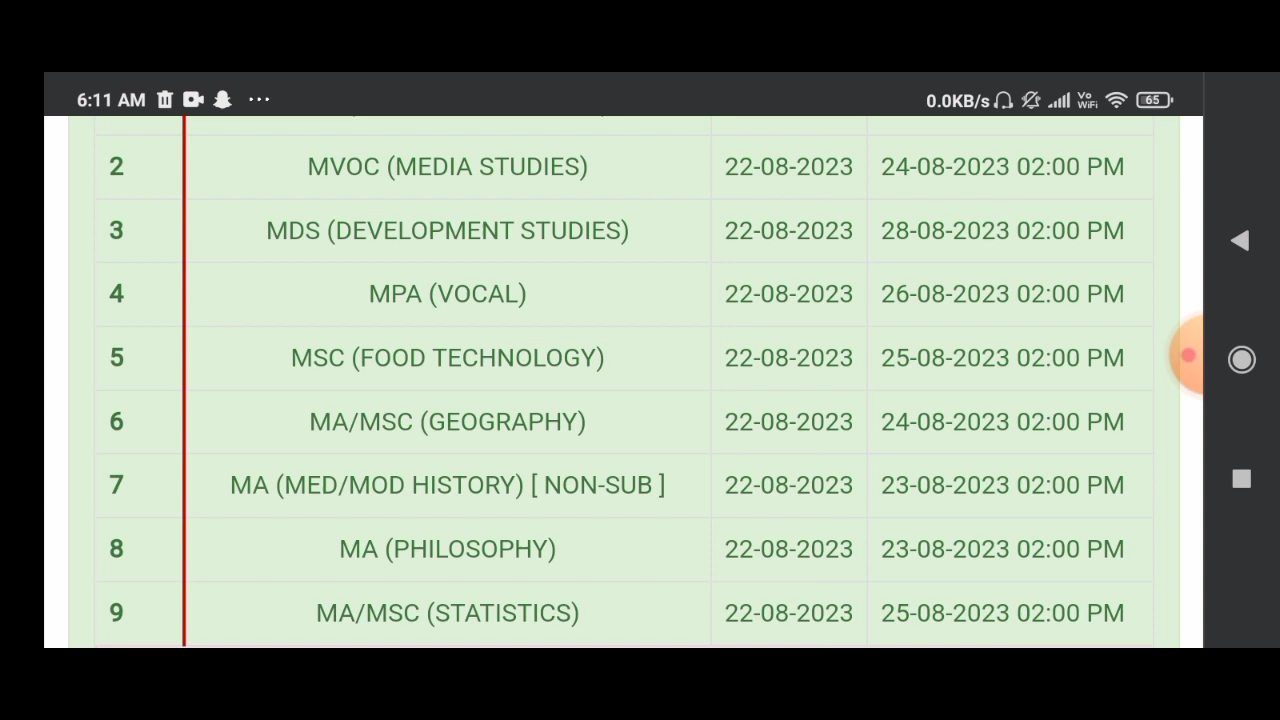 6:11 AM ... 0.0KB/s Vo WiFi 65
2 MVOC (MEDIA STUDIES) 22-08-2023 24-08-2023 02:00 PM
3 MDS (DEVELOPMENT STUDIES) 22-08-2023 28-08-2023 02:00 PM
4 MPA (VOCAL) 22-08-2023 26-08-2023 02:00 PM
5 MSC (FOOD TECHNOLOGY) 22-08-2023 25-08-2023 02:00 PM
6 MA/MSC (GEOGRAPHY) 22-08-2023 24-08-2023 02:00 PM
7 MA (MED/MOD HISTORY) [ NON-SUB ] 22-08-2023 23-08-2023 02:00 PM
8 MA (PHILOSOPHY) 22-08-2023 23-08-2023 02:00 PM
9 MA/MSC (STATISTICS) 22-08-2023 25-08-2023 02:00 PM